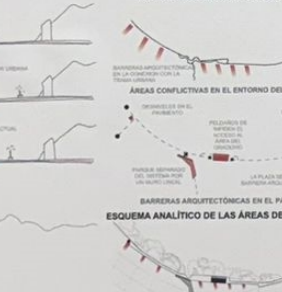 BARRERAS ARQUITECTÓNICAS
EN LA CONEXIÓN CON LA
TRAMA URBANA
URBANA
ÁREAS CONFLICTIVAS EN EL ENTORNO DE
DESNIVELES EN EL
PAVIMENTO
PELDAÑOS
IMPIDEN EL
ACCESO AL
ÁREA DEL
GRADERÍO
PARQUE SEPARADO
DEL SISTEMA POR
UN MURO LINEAL
LA PLAZA SE
BARRERA ARQU
BARRERAS ARQUITECTÓNICAS EN EL PA
ESQUEMA ANALÍTICO DE LAS ÁREAS DE